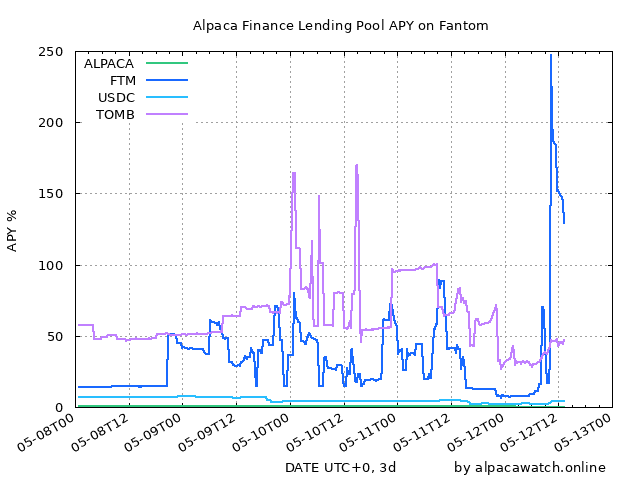 Alpaca Finance Lending Pool APY on Fantom
APY %
250
200
150
100
50
0
ALPACA
FTM
USDC
TOMB
05-08T00
05-08T12
05-09T00
05-09T12
05-10T00
05-10T12
05-11T00
05-11T12
05-12T00
05-12T12
05-13T00
DATE UTC+0, 3d
by alpacawatch.online